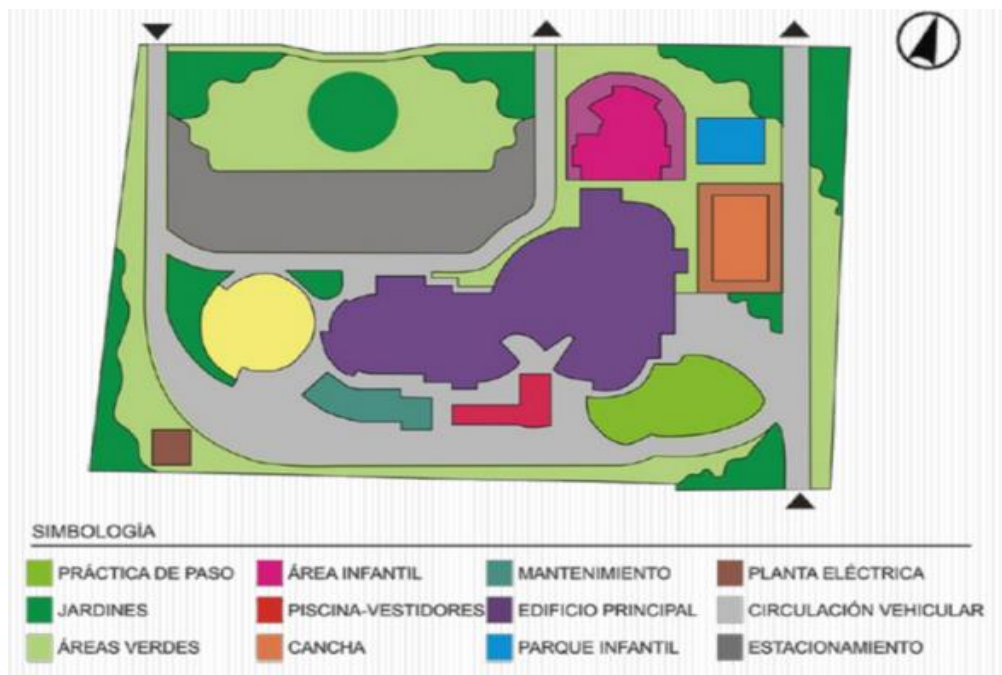 SIMBOLOGÍA
PRÁCTICA DE PASO
ÁREA INFANTIL
MANTENIMIENTO
PLANTA ELÉCTRICA
JARDINES
PISCINA-VESTIDORES
EDIFICIO PRINCIPAL
CIRCULACIÓN VEHICULAR
ÁREAS VERDES
CANCHA
PARQUE INFANTIL
ESTACIONAMIENTO